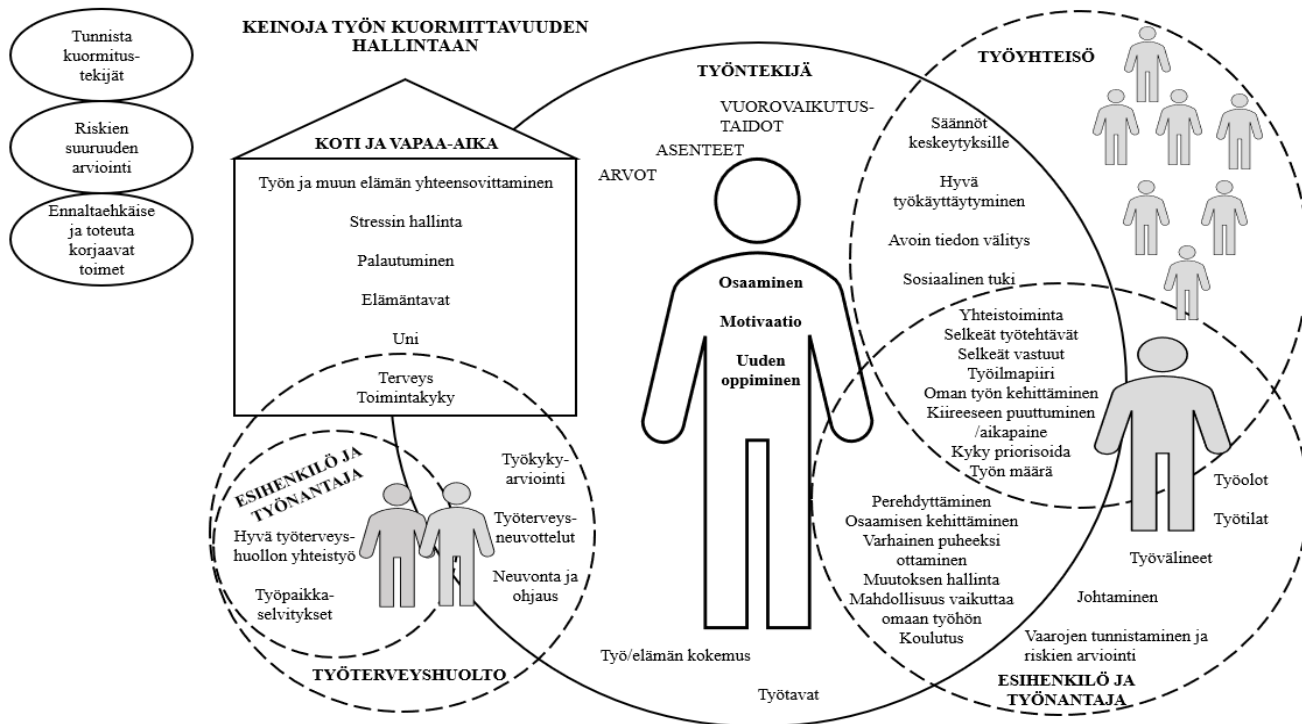 Tunnista
kuormitus-
tekijät
Riskien
suuruuden
arviointi
Ennaltaehkäise
ja toteuta
korjaavat
toimet
KEINOJA TYÖN KUORMITTAVUUDEN
HALLINTAAN
KOTI JA VAPAA-AIKA
Työn ja muun elämän yhteensovittaminen
Stressin hallinta
Palautuminen
Elämäntavat
Uni
Terveys
Toimintakyky
ESIHENKILÖ JA
TYÖNANTAJA
Hyvä työterveys-
huollon yhteistyö
Työpaikka-
selvitykset
Työkyky-
arviointi
Työterveys-
neuvottelut
Neuvonta ja
ohjaus
TYÖTERVEYSHUOLTO
TYÖNTEKIJÄ
VUOROVAIKUTUS-
TAIDOT
ASENTEET
ARVOT
Osaaminen
Motivaatio
Uuden
oppiminen
Työ/elämän kokemus
Työtavat
TYÖYHTEISÖ
Säännöt
keskeytyksille
Hyvä
työkäyttäytyminen
Avoin tiedon välitys
Sosiaalinen tuki
Yhteistoiminta
Selkeät työtehtävät
Selkeät vastuut
Työilmapiiri
Oman työn kehittäminen
Kiireeseen puuttuminen
/aikapaine
Kyky priorisoida
Työn määrä
Perehdyttäminen
Osaamisen kehittäminen
Varhainen puheeksi
ottaminen
Muutoksen hallinta
Mahdollisuus vaikuttaa
omaan työhön
Koulutus
Työolot
Työtilat
Työvälineet
Johtaminen
Vaarojen tunnistaminen ja
riskien arviointi
ESIHENKILÖ JA
TYÖNANTAJA